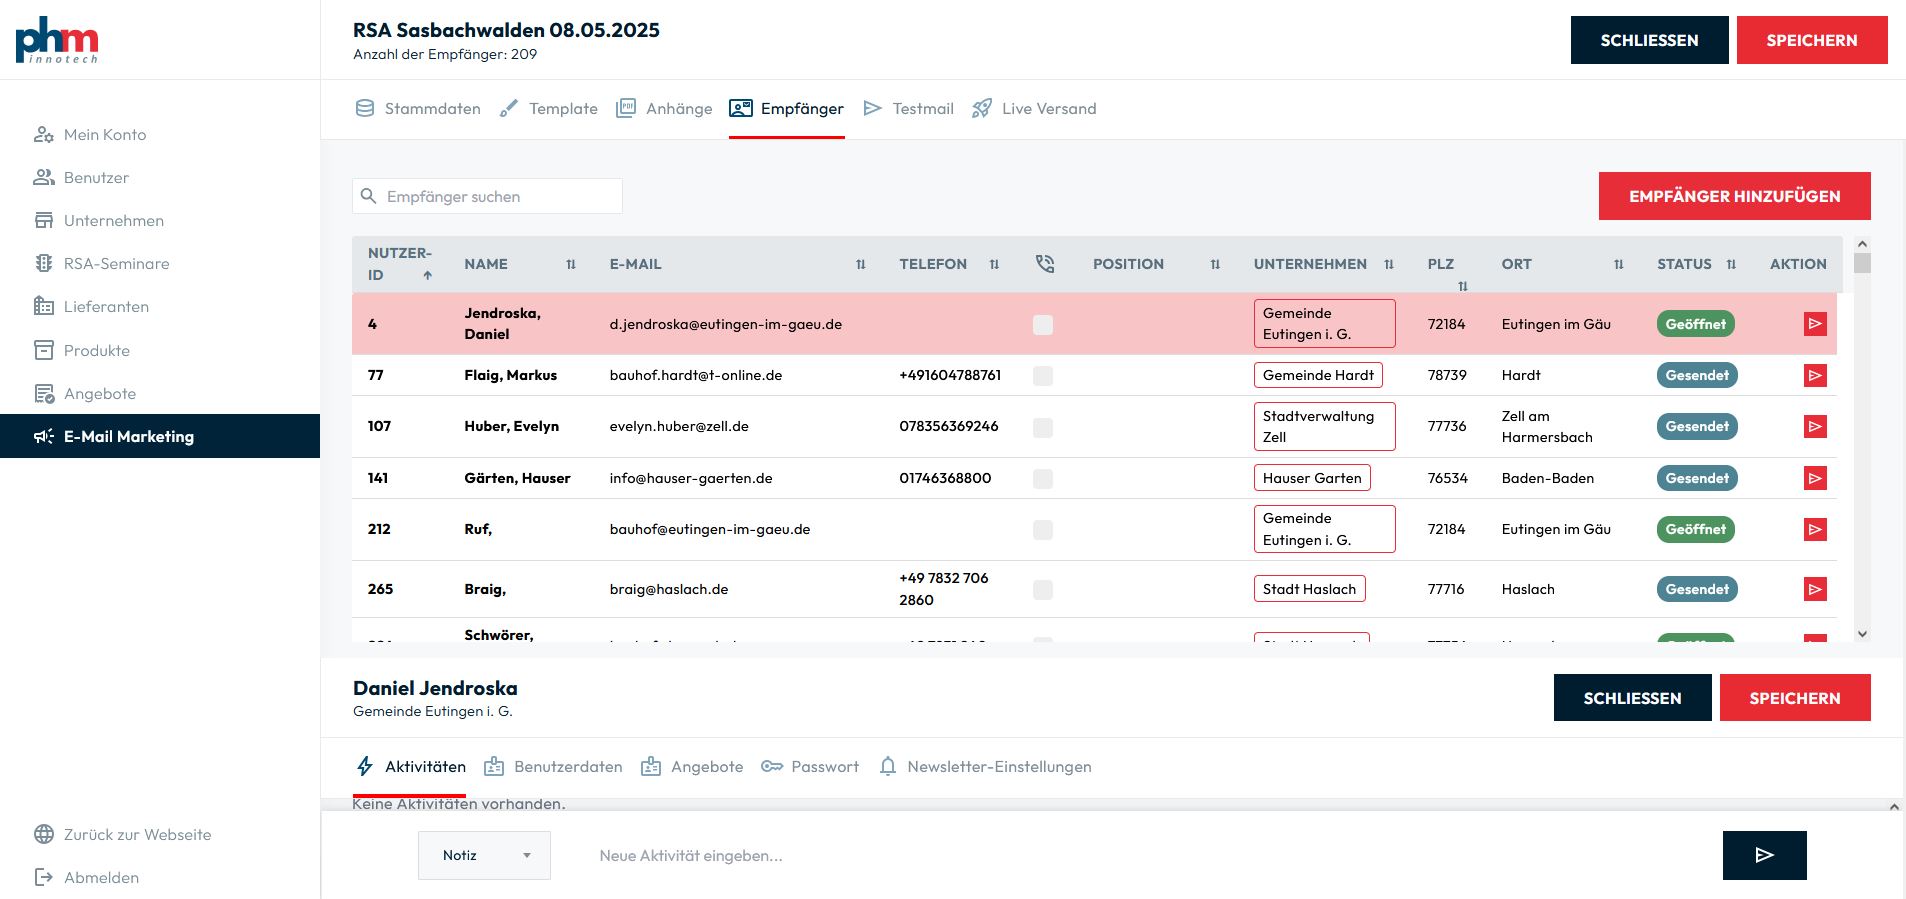 phm
innotech
RSA Sasbachwalden 08.05.2025
Anzahl der Empfänger: 209
SCHLIESSEN
SPEICHERN
Mein Konto
Benutzer
Unternehmen
RSA-Seminare
Lieferanten
Produkte
Angebote
E-Mail Marketing
Zurück zur Webseite
Abmelden
Stammdaten Template Anhänge Empfänger Testmail Live Versand
Empfänger suchen
EMPFÄNGER HINZUFÜGEN
NUTZER-
ID NAME E-MAIL TELEFON POSITION UNTERNEHMEN PLZ ORT STATUS AKTION
4 Jendroska,
Daniel d.jendroska@eutingen-im-gaeu.de Gemeinde
Eutingen i. G. 72184 Eutingen im Gäu Geöffnet
77 Flaig, Markus bauhof.hardt@t-online.de +491604788761 Gemeinde Hardt 78739 Hardt Gesendet
107 Huber, Evelyn evelyn.huber@zell.de 078356369246 Stadtverwaltung
Zell 77736 Zell am
Harmersbach Gesendet
141 Gärten, Hauser info@hauser-gaerten.de 01746368800 Hauser Garten 76534 Baden-Baden Gesendet
212 Ruf, bauhof@eutingen-im-gaeu.de Gemeinde
Eutingen i. G. 72184 Eutingen im Gäu Geöffnet
265 Braig, braig@haslach.de +49 7832 706
2860 Stadt Haslach 77716 Haslach Gesendet
Schwörer,
Daniel Jendroska
Gemeinde Eutingen i. G.
SCHLIESSEN
SPEICHERN
Aktivitäten Benutzerdaten Angebote Passwort Newsletter-Einstellungen
Keine Aktivitäten vorhanden.
Notiz
Neue Aktivität eingeben...